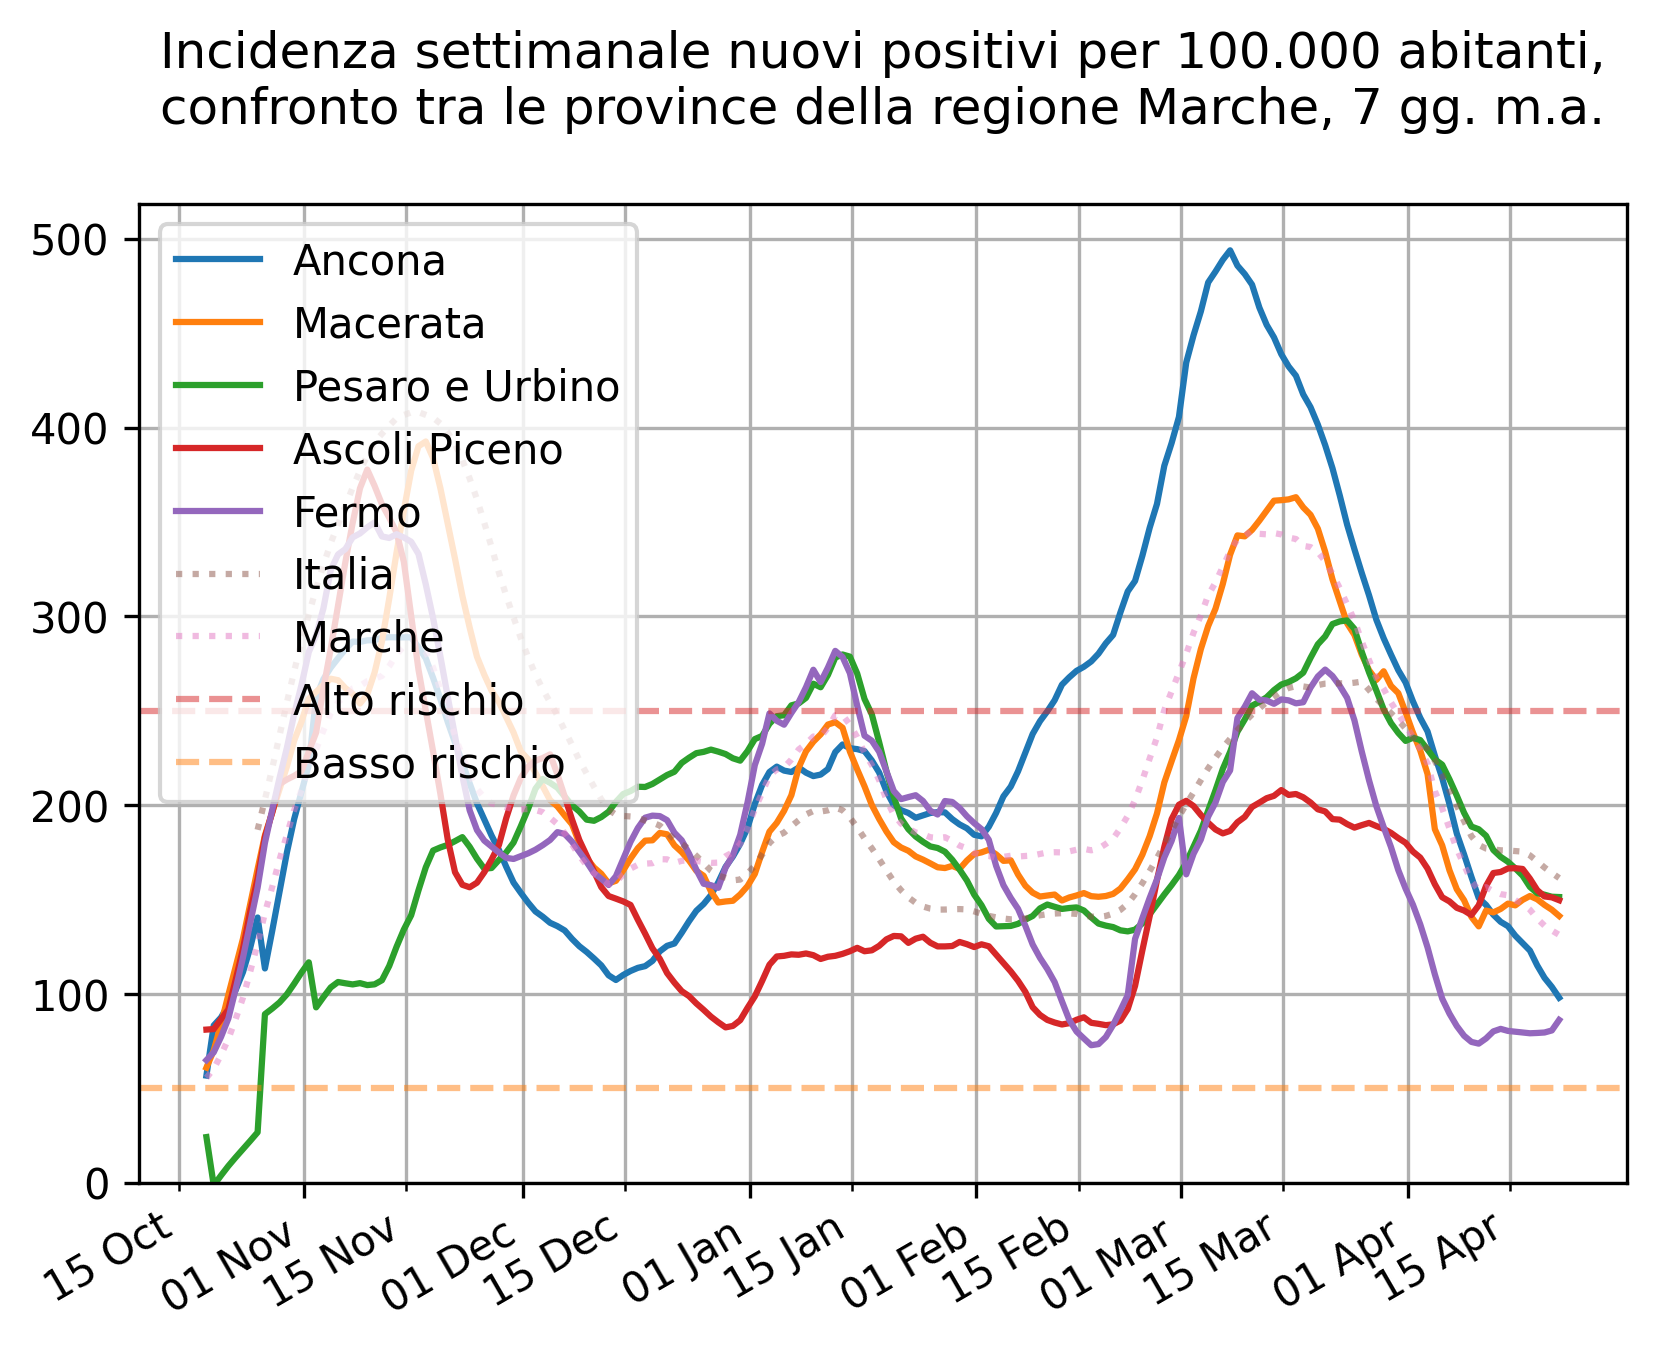 Incidenza settimanale nuovi positivi per 100.000 abitanti,
confronto tra le province della regione Marche, 7 gg. m.a.
500
400
300
200
100
0
Ancona
Macerata
Pesaro e Urbino
Ascoli Piceno
Fermo
Italia
Marche
Alto rischio
Basso rischio
15 Oct
01 Nov
15 Nov
01 Dec
15 Dec
01 Jan
15 Jan
01 Feb
15 Feb
01 Mar
15 Mar
01 Apr
15 Apr